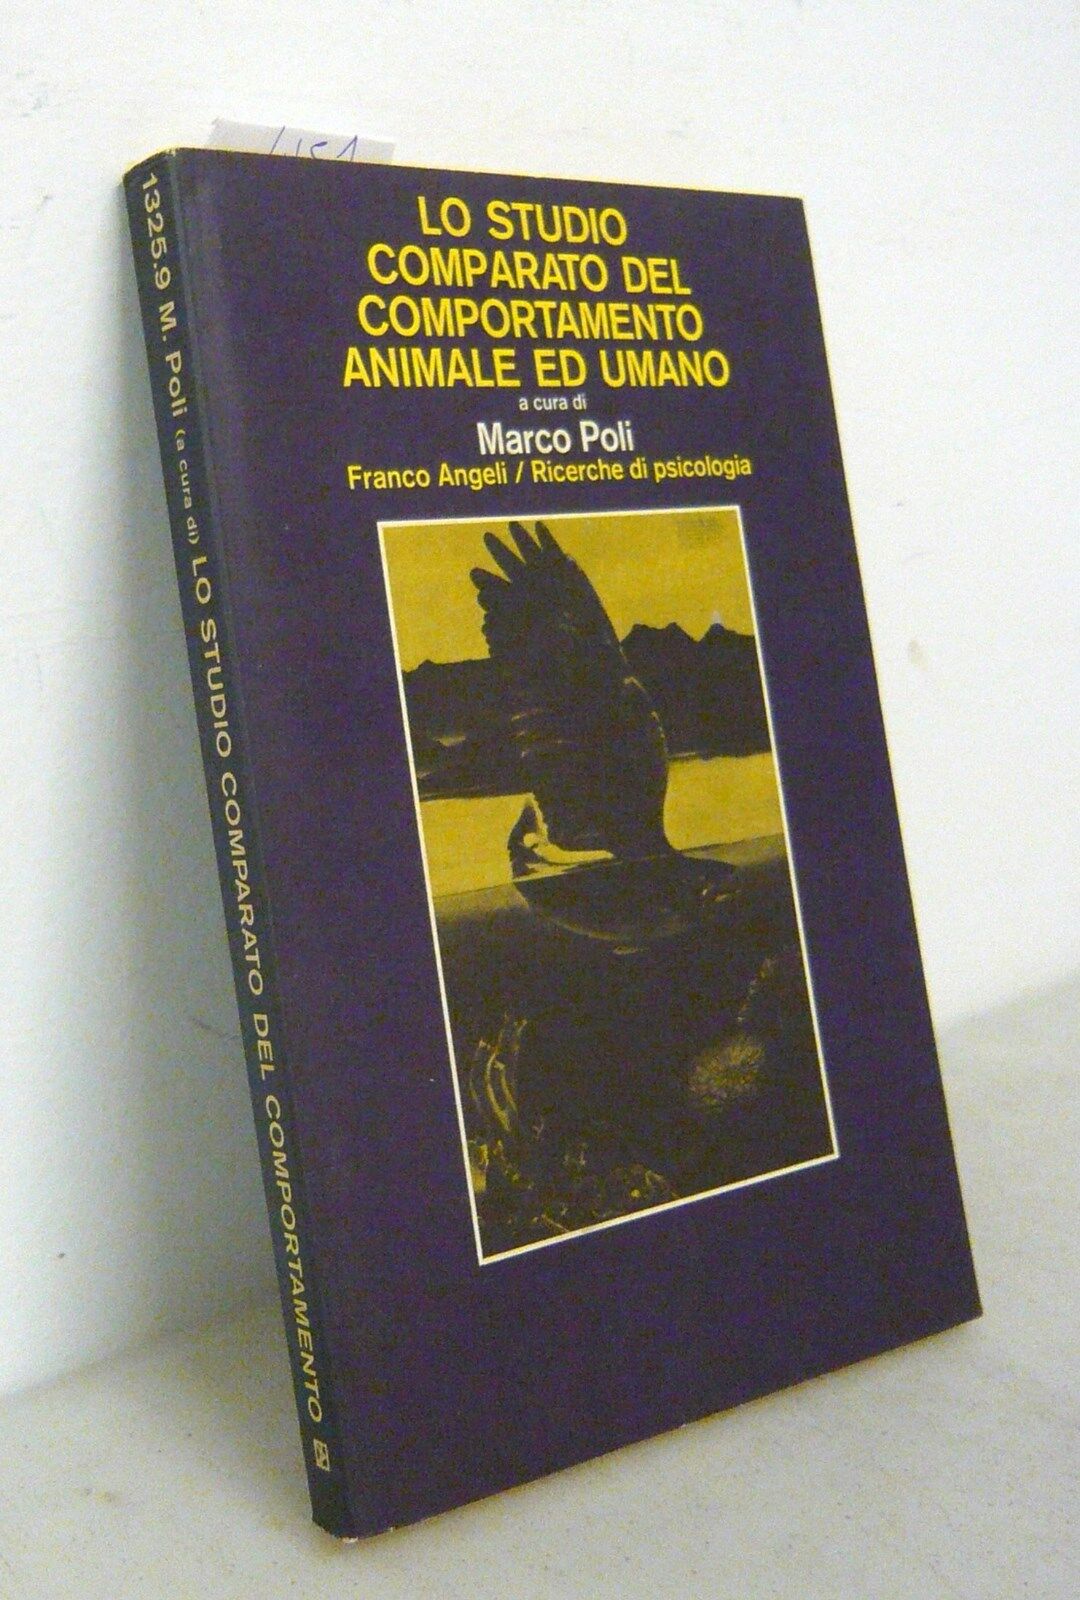 LO STUDIO
COMPARATO DEL
COMPORTAMENTO
ANIMALE ED UMANO
a cura di
Marco Poli
Franco Angeli / Ricerche di psicologia
1325.9 M. Poli (a cura di) LO STUDIO COMPARATO DEL COMPORTAMENTO